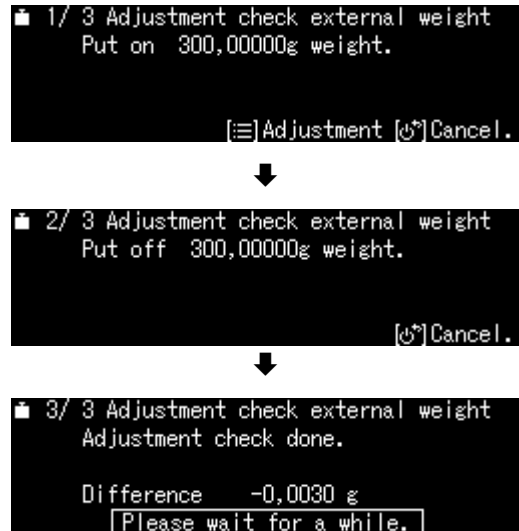 1/ 3 Adjustment check external weight
Put on 300,00000g weight.
[≔]Adjustment [⏻]Cancel.
2/ 3 Adjustment check external weight
Put off 300,00000g weight.
[⏻]Cancel.
3/ 3 Adjustment check external weight
Adjustment check done.
Difference -0,0030 g
Please wait for a while.